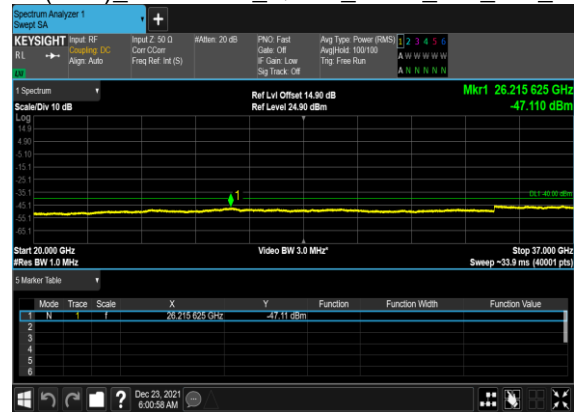 Spectrum Analyzer 1
Swept SA
KEYSIGHT Input: RF Input Z: 50 Ω #Atten: 20 dB PNO: Fast Avg Type: Power (RMS) 1 2 3 4 5 6
RL Coupling: DC Corr CCorr Gate: Off Avg|Hold: 100/100 A W W W W W
Align: Auto Freq Ref: Int (S) IF Gain: Low Trig: Free Run
LW Sig Track: Off A N N N N N
1 Spectrum Ref Lvl Offset 14.90 dB Mkr1 26.215 625 GHz
Scale/Div 10 dB Ref Level 24.90 dBm -47.110 dBm
Log
14.9
4.90
-5.10
-15.1
-25.1
-35.1 1 DL1 -40.00 dBm
-45.1
-55.1
-65.1
Start 20.000 GHz Video BW 3.0 MHz* Stop 37.000 GHz
#Res BW 1.0 MHz Sweep ~33.9 ms (40001 pts)
5 Marker Table
Mode Trace Scale X Y Function Function Width Function Value
1 N 1 f 26.215 625 GHz -47.11 dBm
2
3
4
5
6
? Dec 23, 2021
6:00:58 AM